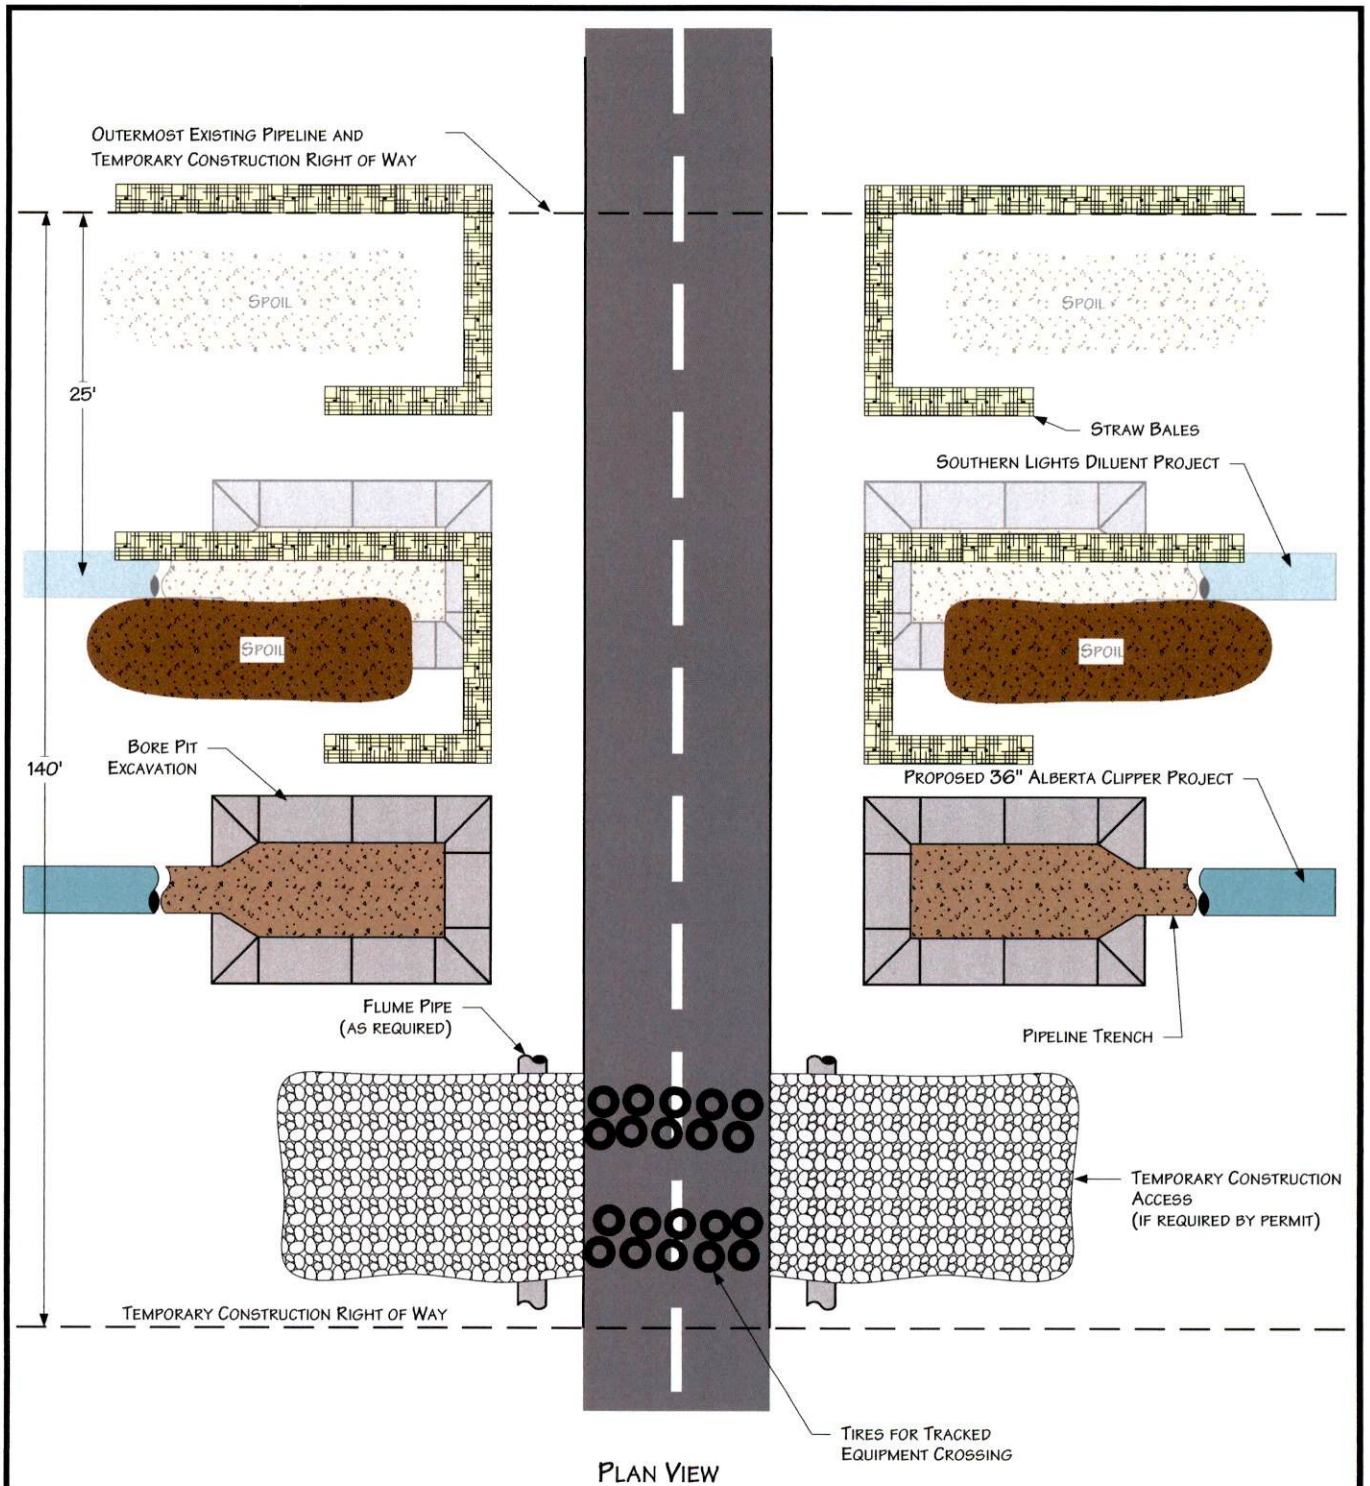 OUTERMOST EXISTING PIPELINE AND
TEMPORARY CONSTRUCTION RIGHT OF WAY
SPOIL
SPOIL
25'
STRAW BALES
SOUTHERN LIGHTS DILUENT PROJECT
SPOIL
SPOIL
BORE PIT
EXCAVATION
140'
PROPOSED 36" ALBERTA CLIPPER PROJECT
FLUME PIPE
(AS REQUIRED)
PIPELINE TRENCH
TEMPORARY CONSTRUCTION
ACCESS
(IF REQUIRED BY PERMIT)
TEMPORARY CONSTRUCTION RIGHT OF WAY
TIRES FOR TRACKED
EQUIPMENT CROSSING
PLAN VIEW